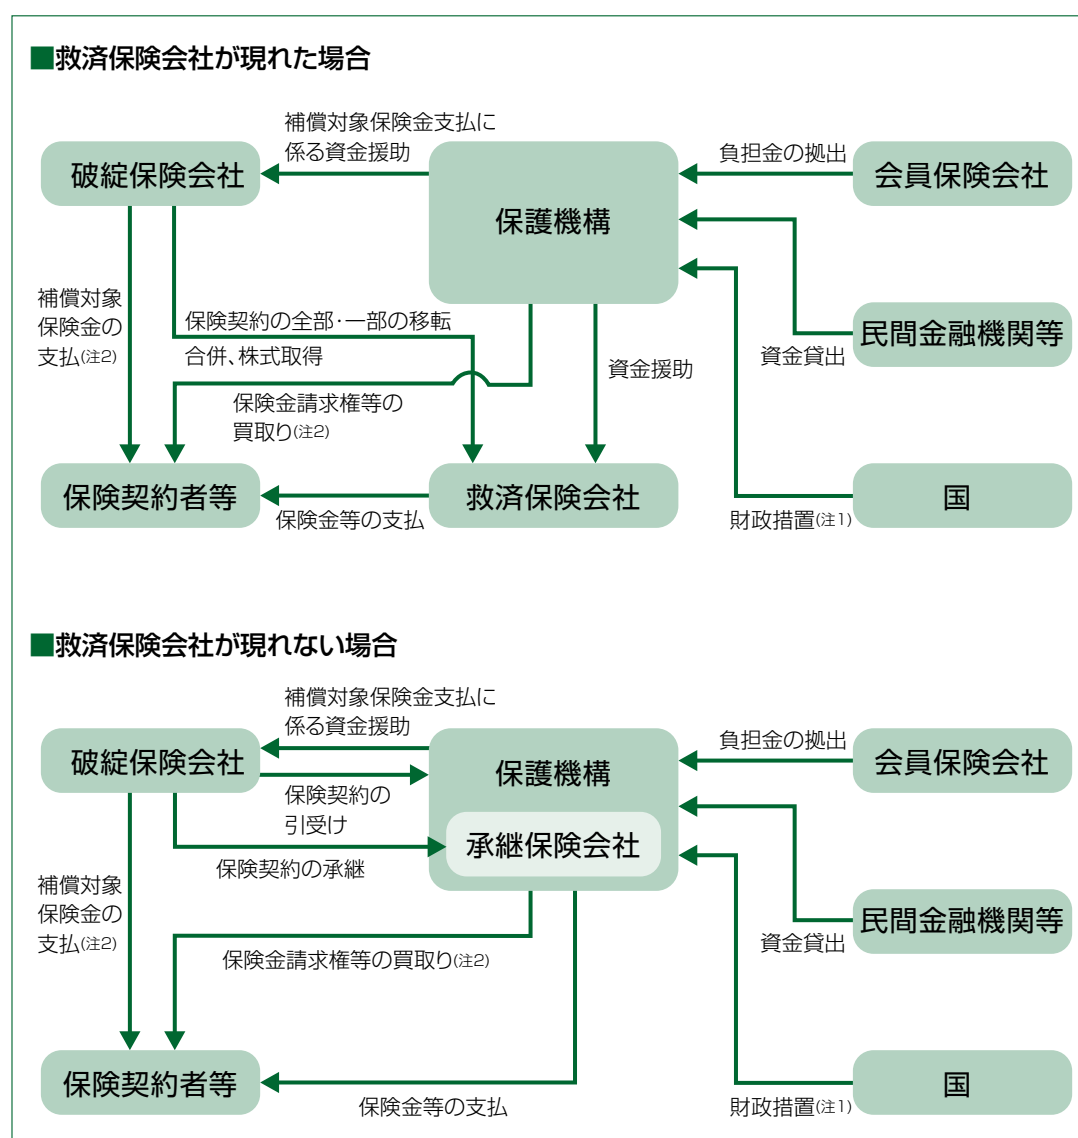 ■救済保険会社が現れた場合
補償対象保険金支払に
係る資金援助
破綻保険会社
保護機構
負担金の拠出
会員保険会社
補償対象
保険金の
支払(注2)
保険契約の全部・一部の移転
合併、株式取得
保険金請求権等の
買取り(注2)
資金援助
民間金融機関等
資金貸出
保険契約者等
保険金等の支払
救済保険会社
国
財政措置(注1)
■救済保険会社が現れない場合
補償対象保険金支払に
係る資金援助
破綻保険会社
保護機構
負担金の拠出
会員保険会社
保険契約の
引受け
承継保険会社
保険契約の承継
補償対象
保険金の
支払(注2)
保険金請求権等の買取り(注2)
民間金融機関等
資金貸出
保険契約者等
保険金等の支払
国
財政措置(注1)